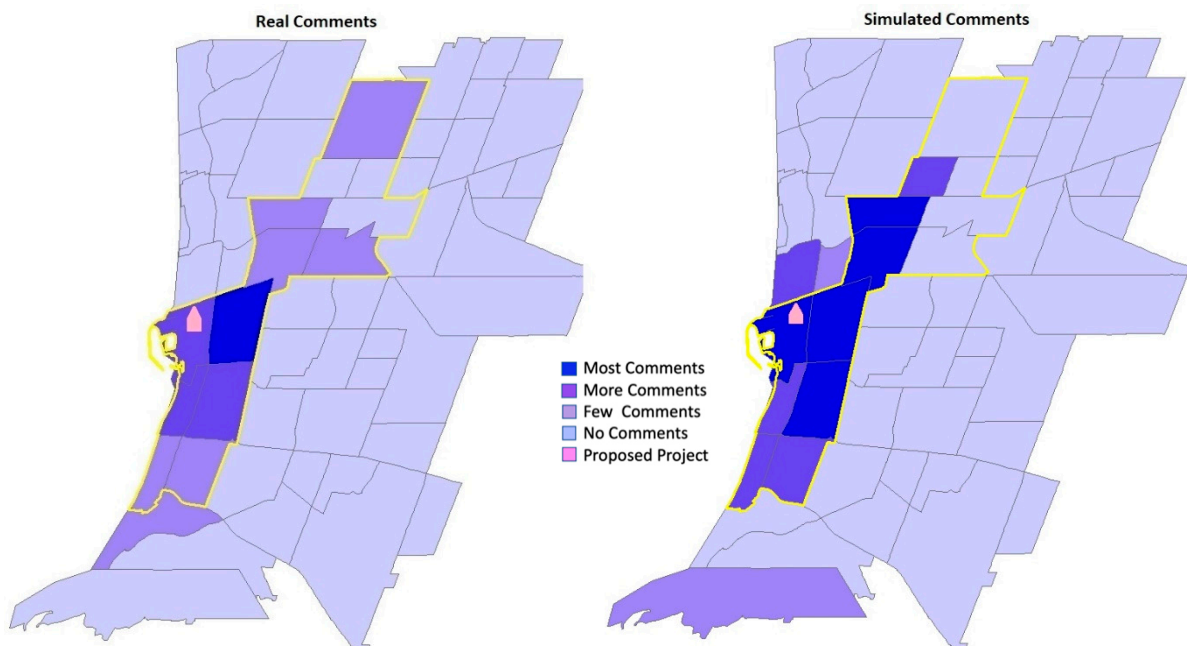 Real Comments
Simulated Comments
Most Comments
More Comments
Few Comments
No Comments
Proposed Project